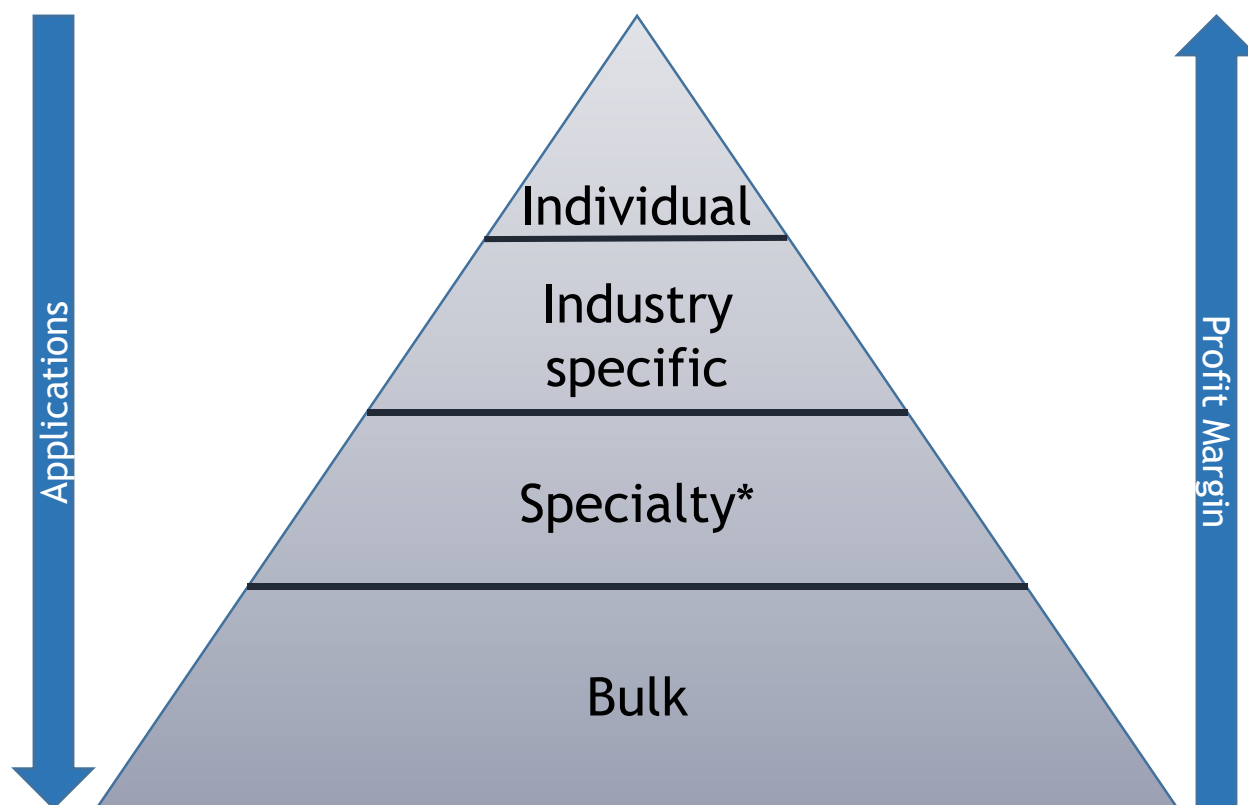 Individual
Industry
specific
Specialty*
Bulk
Applications
Profit Margin